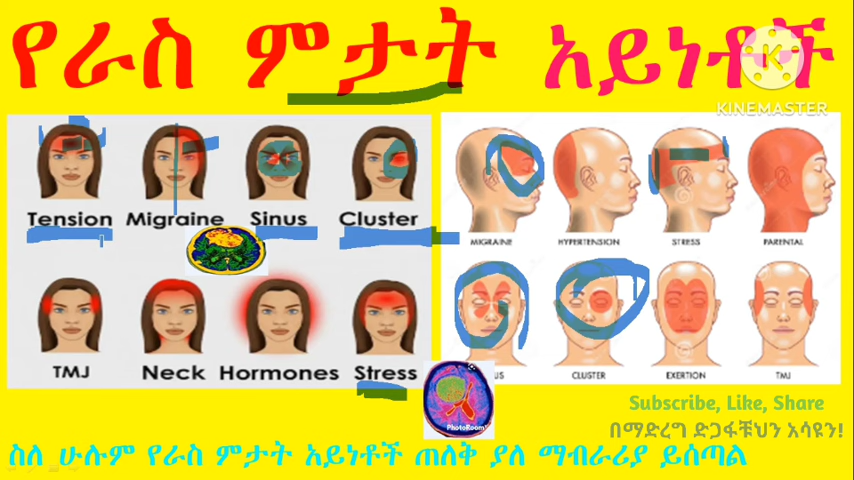 የራስ ምታት አይነቶች
KINEMASTER
Tension Migraine Sinus Cluster
MIGRAINE HYPERTENSION STRESS PARENTAL
TMJ Neck Hormones Stress
CLUSTER EXERTION TMJ
PhotoRoom
Subscribe, Like, Share
በማድረግ ድጋፋቹህን አሳዩን!
ስለ ሁሉም የራስ ምታት አይነቶች ጠለቅ ያለ ማብራሪያ ይሰጣል